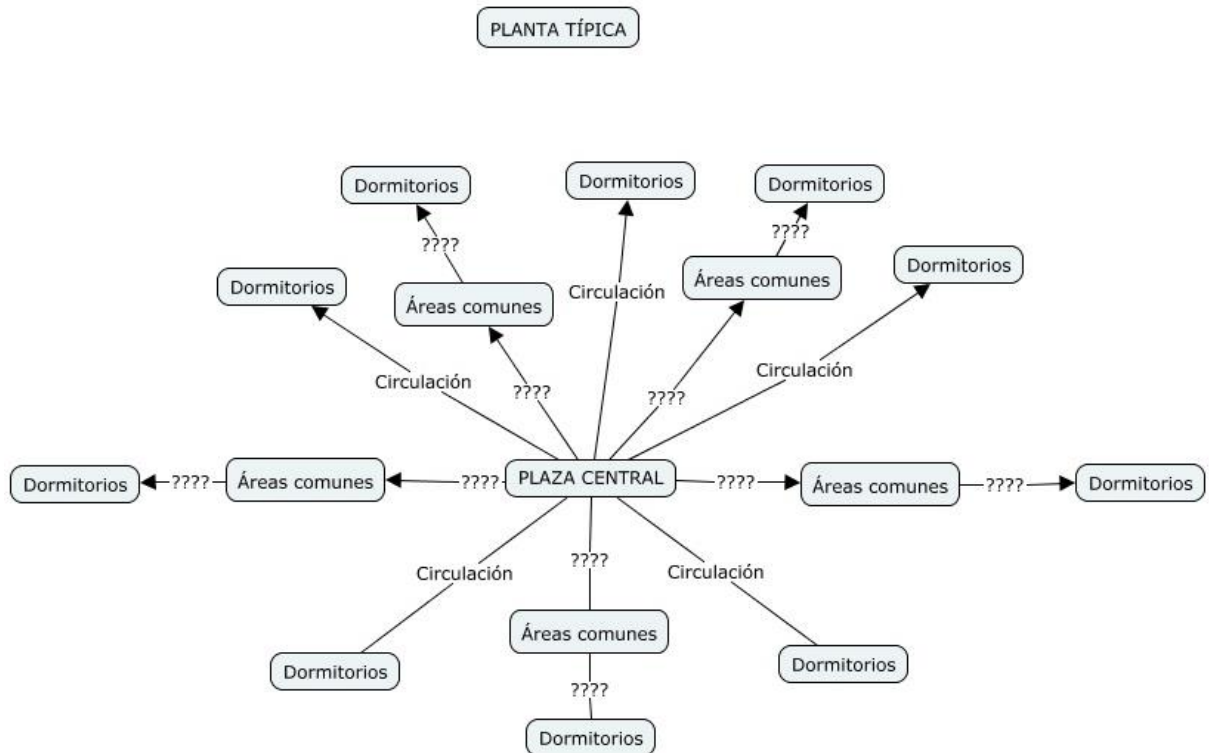 PLANTA TÍPICA
Dormitorios
Dormitorios
Dormitorios
????
????
Dormitorios
Dormitorios
Áreas comunes
Circulación
Áreas comunes
Circulación
????
????
Circulación
Dormitorios
????
Áreas comunes
????
PLAZA CENTRAL
????
Áreas comunes
????
Dormitorios
Circulación
????
Circulación
Áreas comunes
Dormitorios
Dormitorios
????
Dormitorios